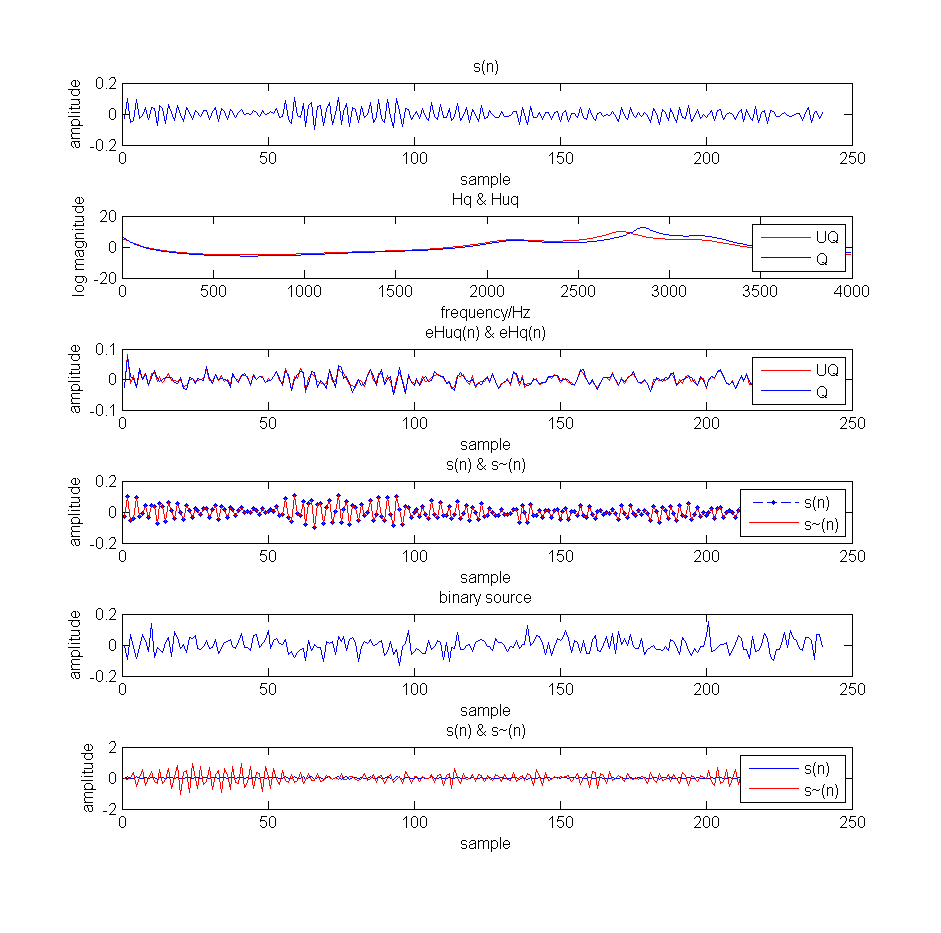 s(n)
amplitude
0.2
0
-0.2
0 50 100 150 200 250
sample
Hq & Huq
log magnitude
20
0
-20
UQ
Q
0 500 1000 1500 2000 2500 3000 3500 4000
frequency/Hz
eHuq(n) & eHq(n)
amplitude
0.1
0
-0.1
UQ
Q
0 50 100 150 200 250
sample
s(n) & s~(n)
amplitude
0.2
0
-0.2
s(n)
s~(n)
0 50 100 150 200 250
sample
binary source
amplitude
0.2
0
-0.2
0 50 100 150 200 250
sample
s(n) & s~(n)
amplitude
2
0
-2
s(n)
s~(n)
0 50 100 150 200 250
sample